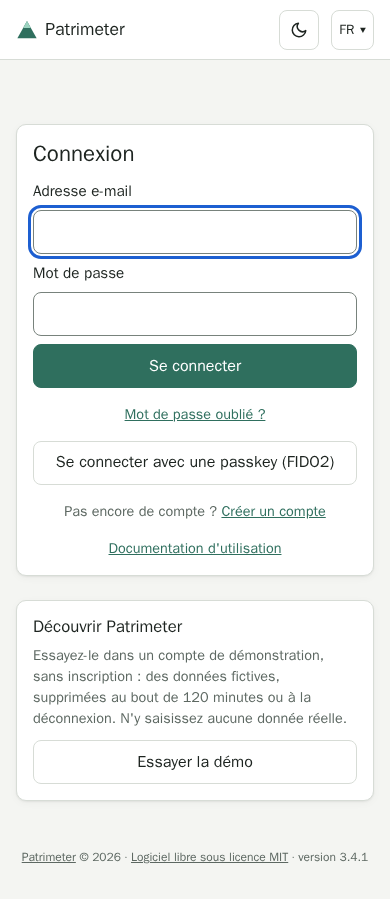 Patrimeter
FR ▾
Connexion
Adresse e-mail
Mot de passe
Se connecter
Mot de passe oublié ?
Se connecter avec une passkey (FIDO2)
Pas encore de compte ? Créer un compte
Documentation d'utilisation
Découvrir Patrimeter
Essayez-le dans un compte de démonstration,
sans inscription : des données fictives,
supprimées au bout de 120 minutes ou à la
déconnexion. N'y saisissez aucune donnée réelle.
Essayer la démo
Patrimeter © 2026 · Logiciel libre sous licence MIT · version 3.4.1